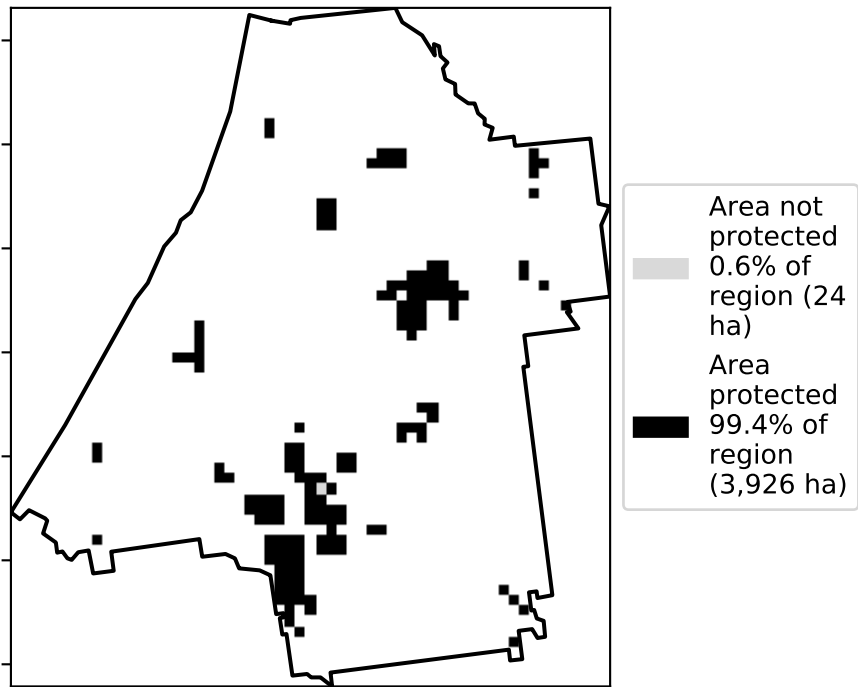 Area not
protected
0.6% of
region (24
ha)
Area
protected
99.4% of
region
(3,926 ha)